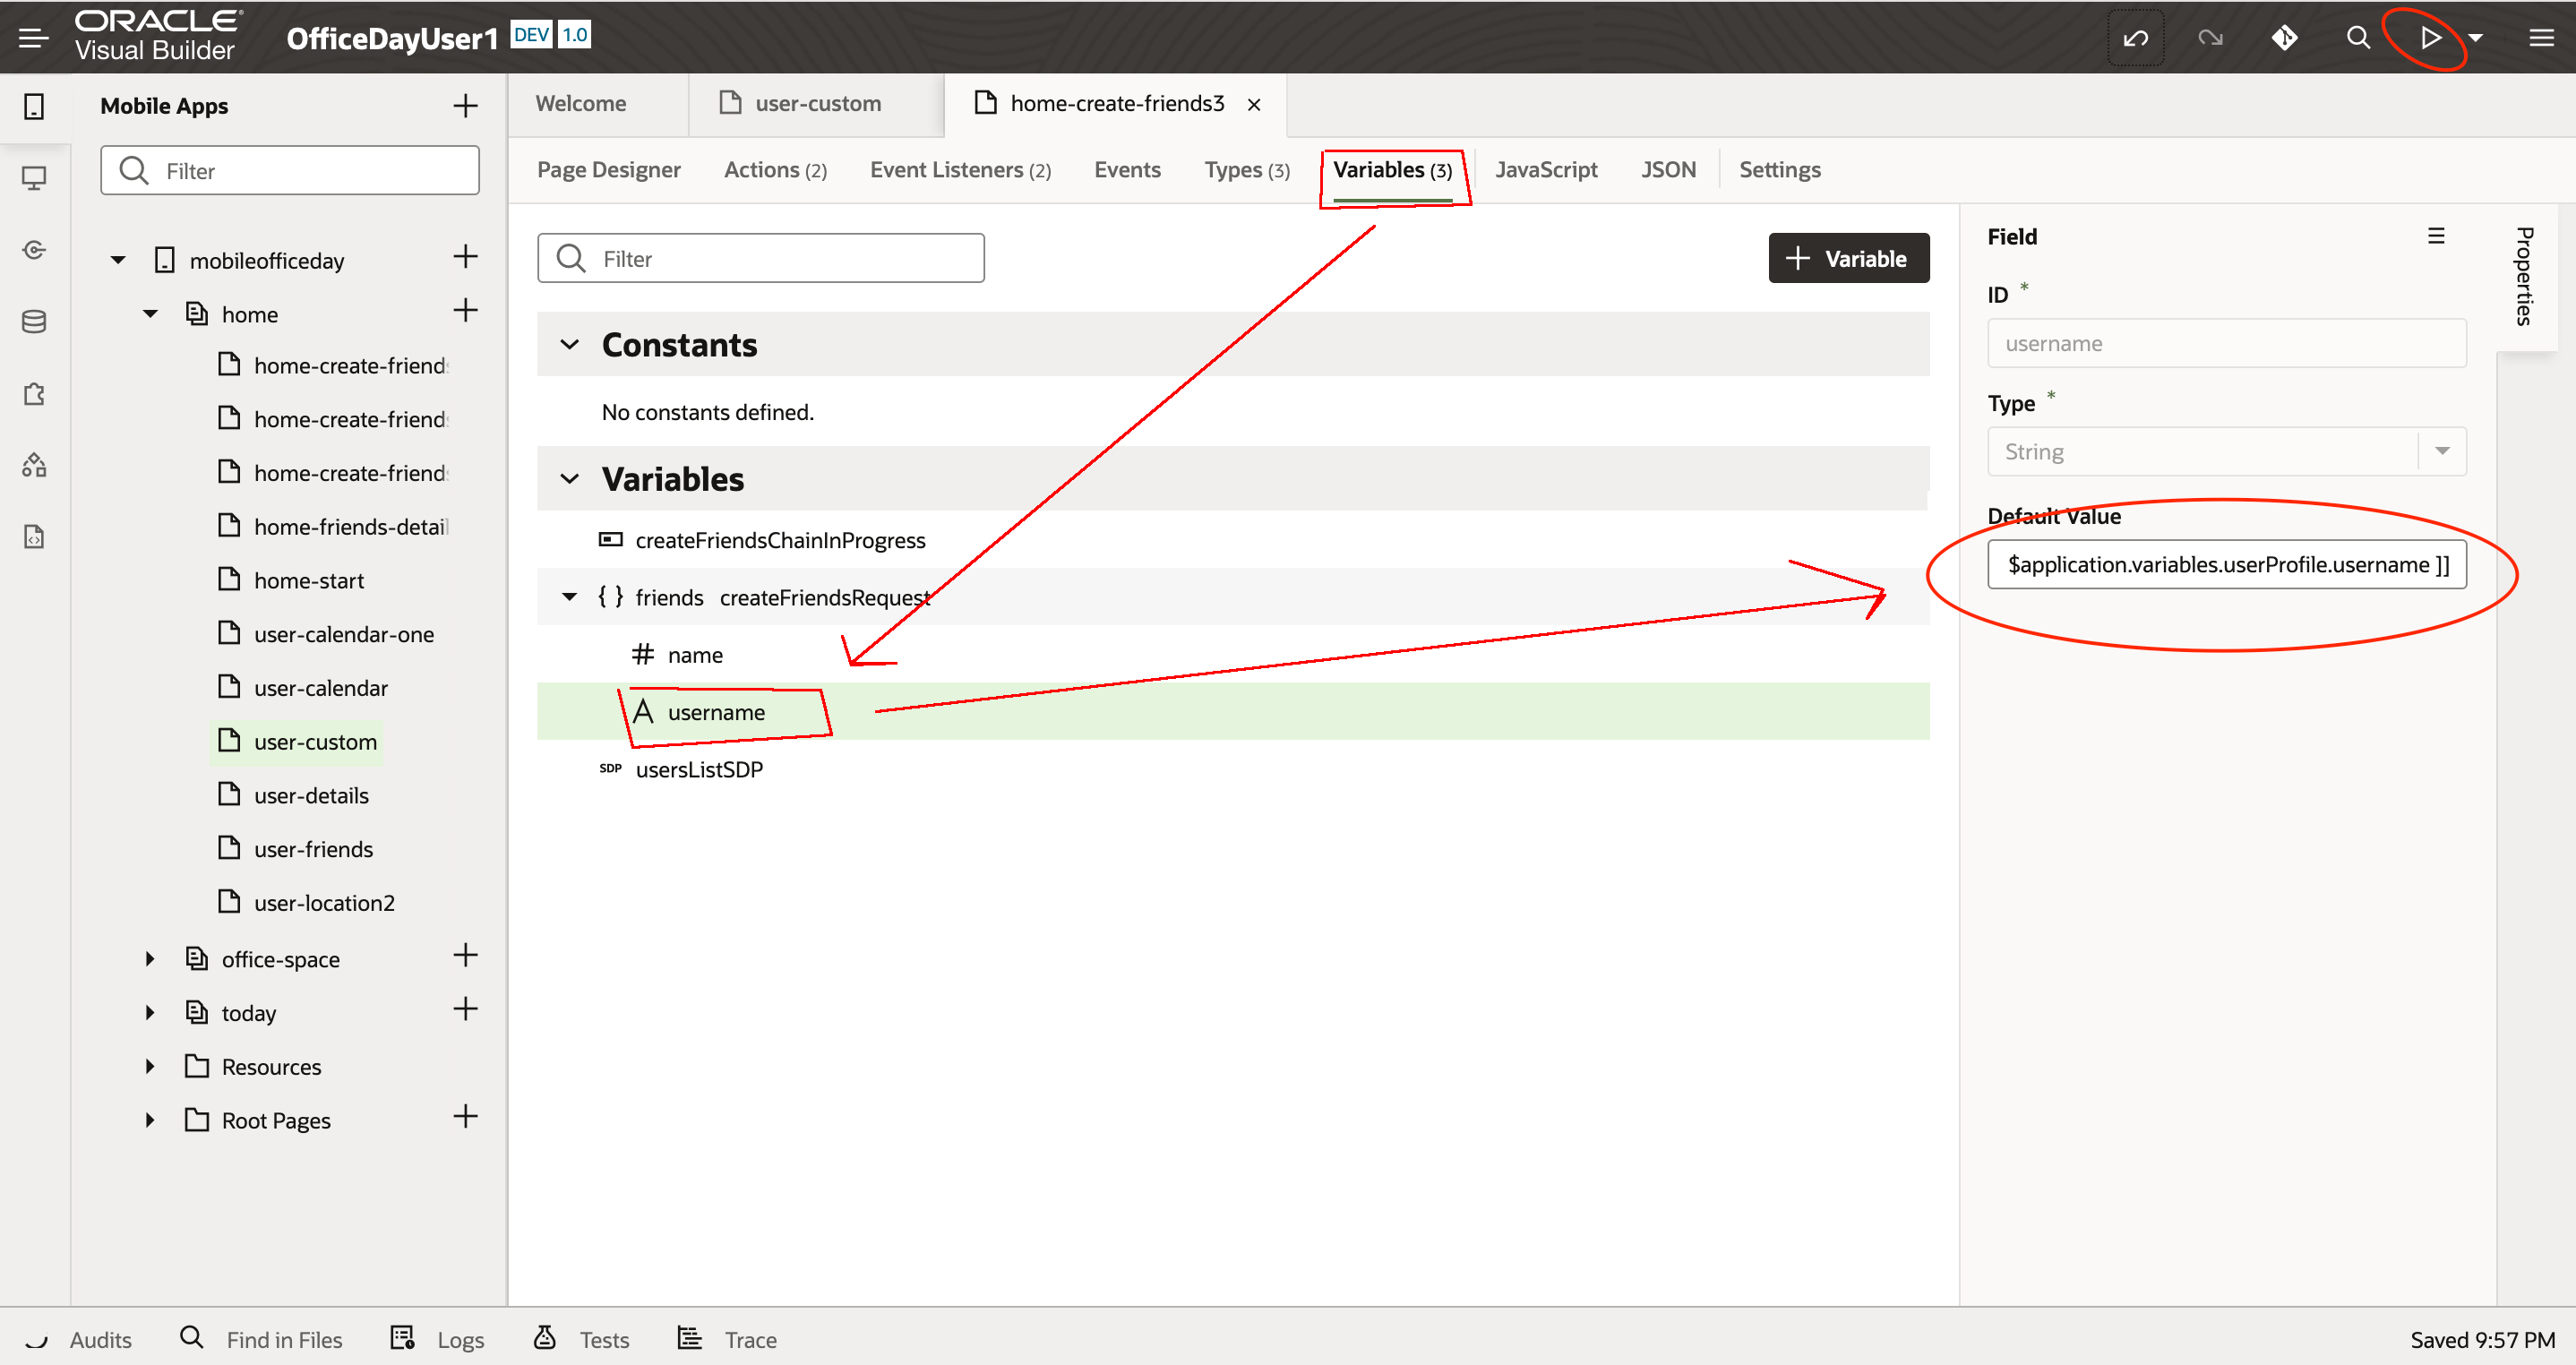 ORACLE®
Visual Builder
OfficeDayUser1 DEV 1.0
Mobile Apps
Filter
mobileofficeday
home
home-create-friend
home-create-friend
home-create-friend
home-friends-detail
home-start
user-calendar-one
user-calendar
user-custom
user-details
user-friends
user-location2
office-space
today
Resources
Root Pages
Welcome
user-custom
home-create-friends3
Page Designer
Actions (2)
Event Listeners (2)
Events
Types (3)
Variables (3)
JavaScript
JSON
Settings
Filter
+ Variable
Constants
No constants defined.
Variables
createFriendsChainInProgress
{ } friends createFriendsRequest
# name
A username
SDP usersListSDP
Field
ID *
username
Type *
String
Default Value
$application.variables.userProfile.username ]]
Properties
Audits
Find in Files
Logs
Tests
Trace
Saved 9:57 PM